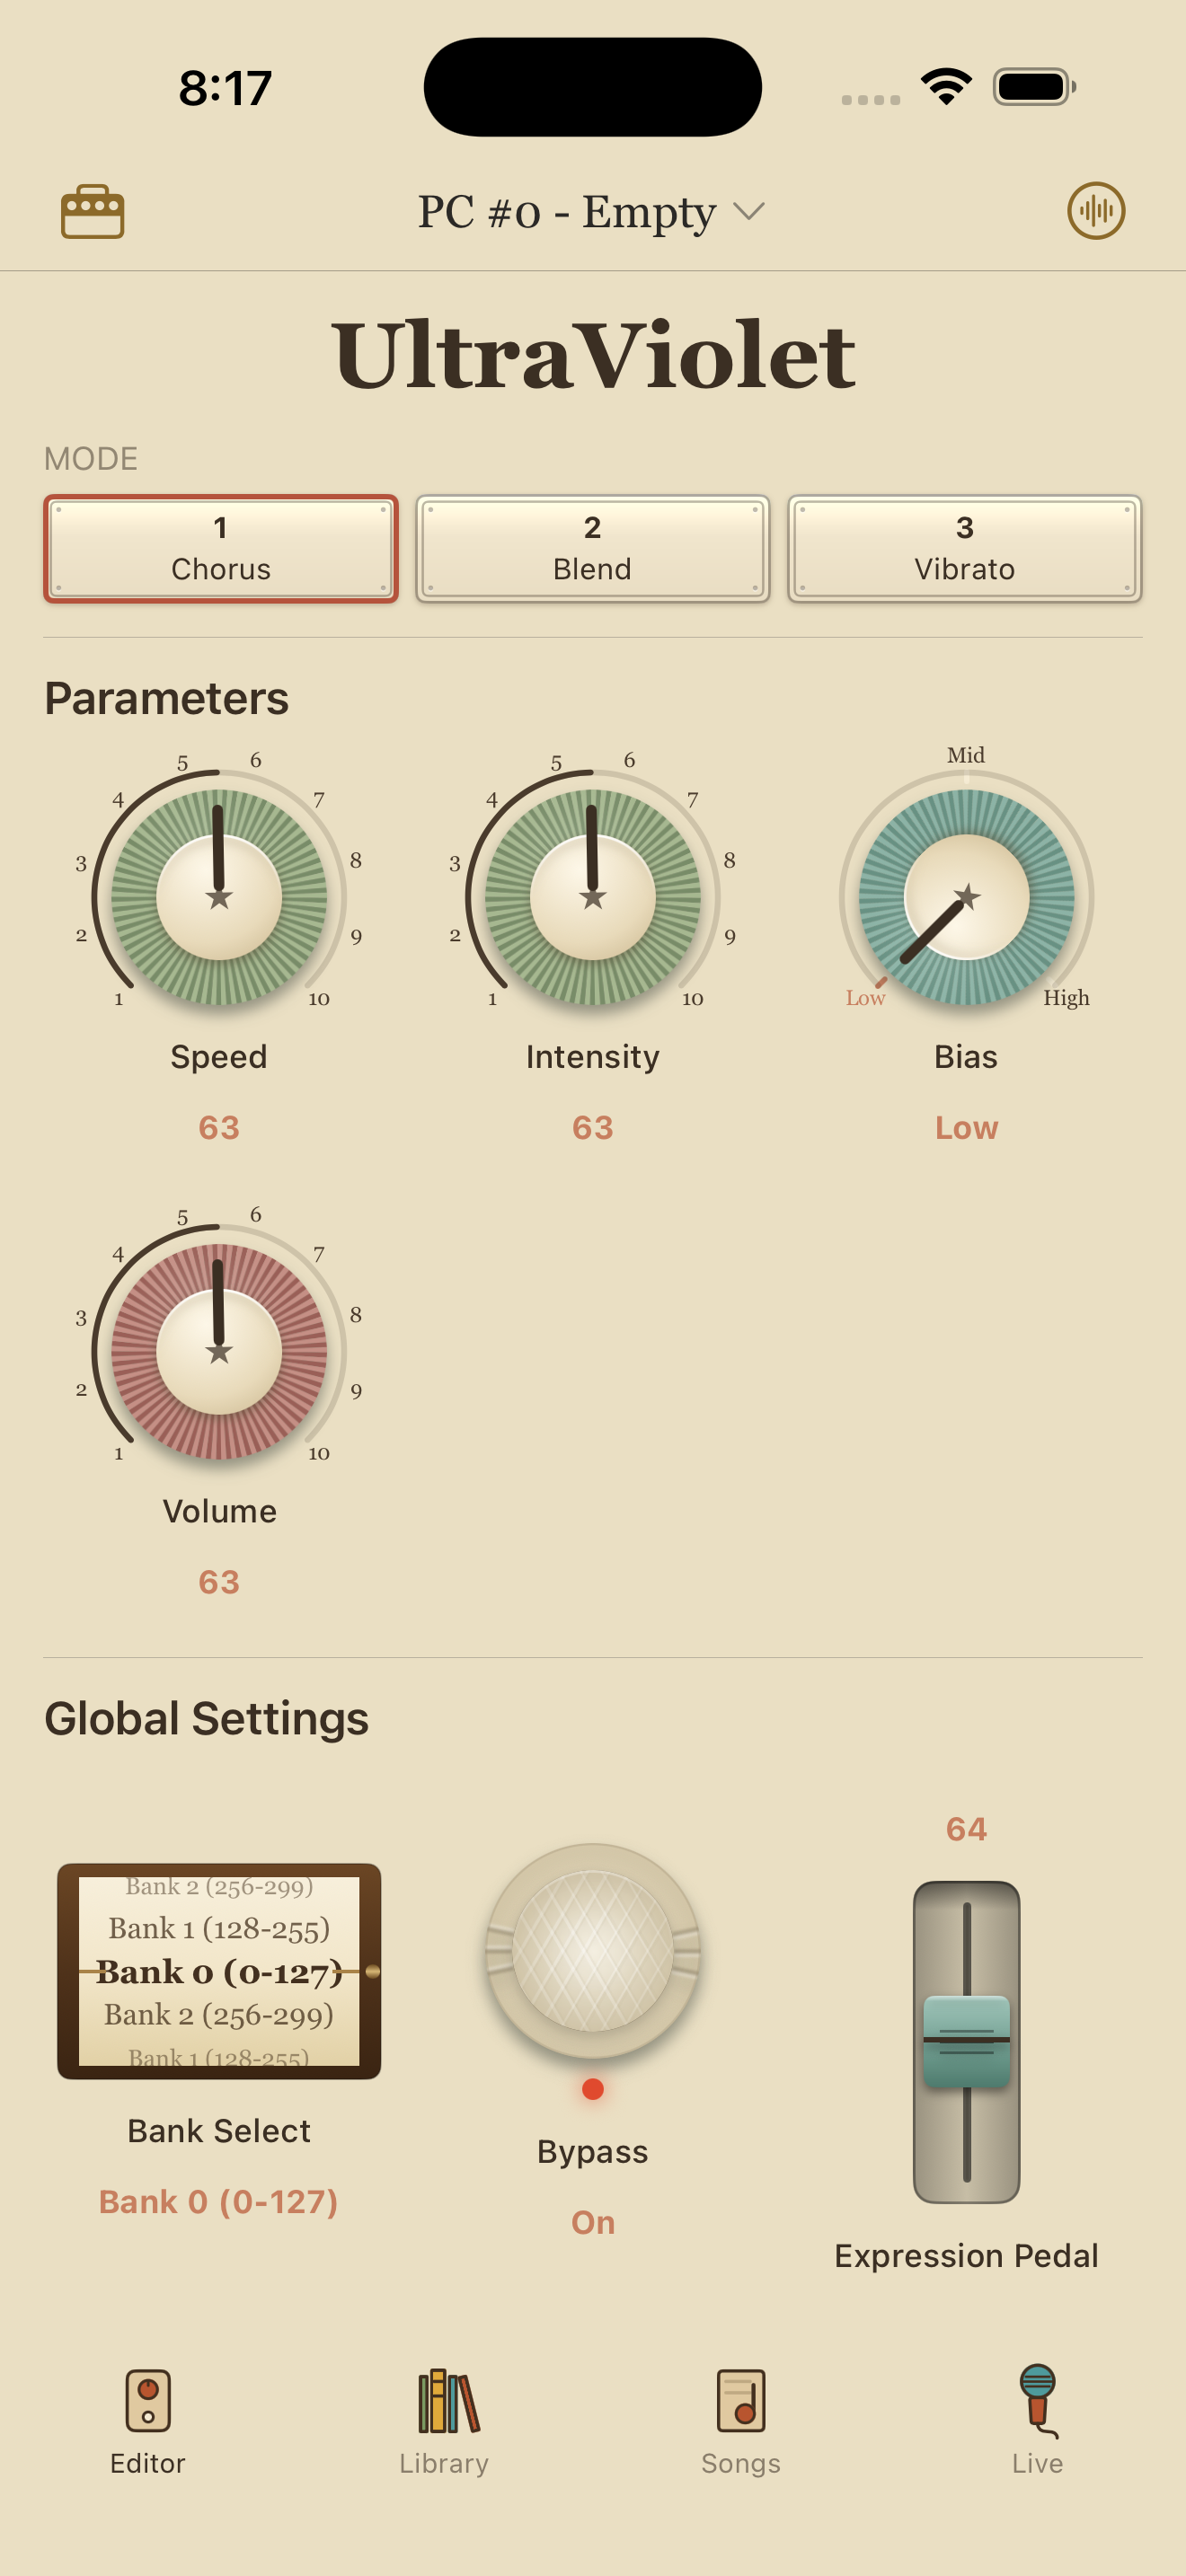 8:17
PC #0 - Empty
UltraViolet
MODE
1
Chorus
2
Blend
3
Vibrato
Parameters
1 2 3 4 5 6 7 8 9 10
Speed
63
1 2 3 4 5 6 7 8 9 10
Intensity
63
Low Mid High
Bias
Low
1 2 3 4 5 6 7 8 9 10
Volume
63
Global Settings
Bank 2 (256-299)
Bank 1 (128-255)
Bank 0 (0-127)
Bank 2 (256-299)
Bank 1 (128-255)
Bank Select
Bank 0 (0-127)
Bypass
On
64
Expression Pedal
Editor
Library
Songs
Live